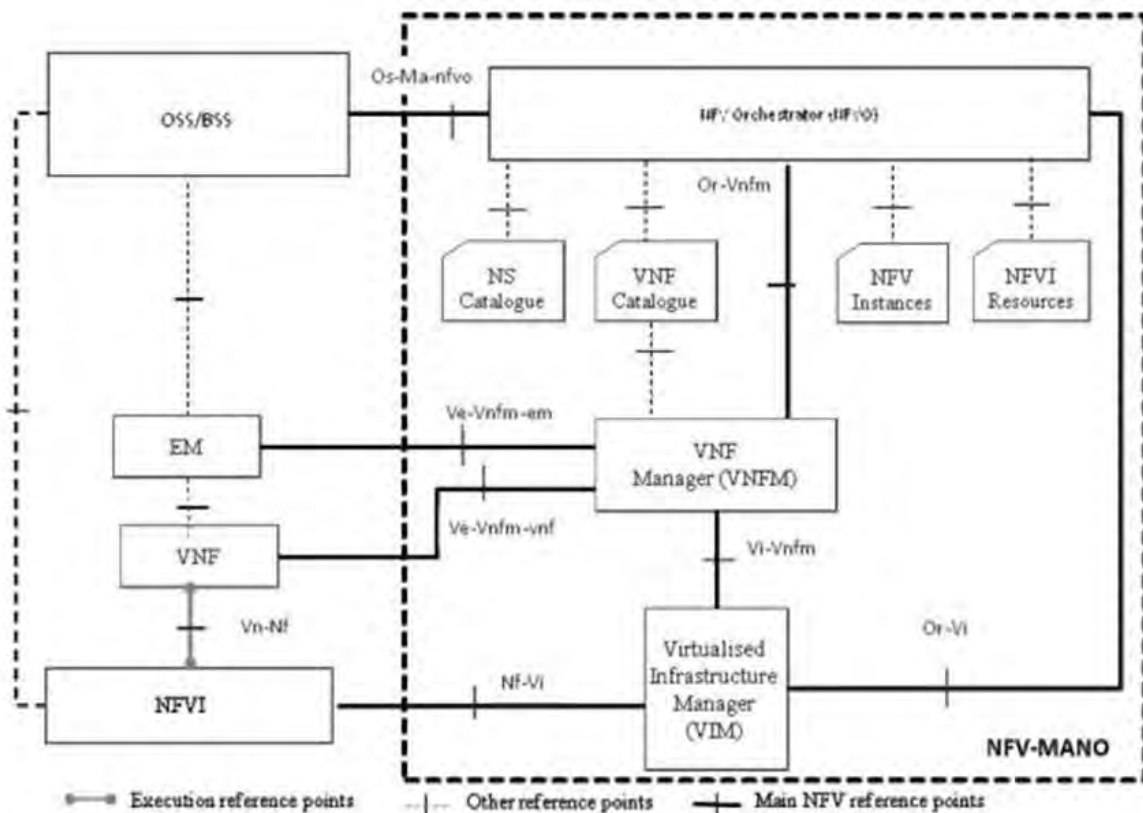 Os-Ma-nfvo
OSS/BSS
Orchestrator
Or-Vnfm
NS
Catalogue
VNF
Catalogue
NFV
Instances
NFVI
Resources
Ve-Vnfm-em
EM
VNF
Manager (VNFM)
Ve-Vnfm-vnf
VNF
Vi-Vnfm
Vn-Nf
Or-Vi
Virtualised
Infrastructure
Manager
(VIM)
Nf-Vi
NFVI
NFV-MANO
Execution reference points
Other reference points
Main NFV reference points